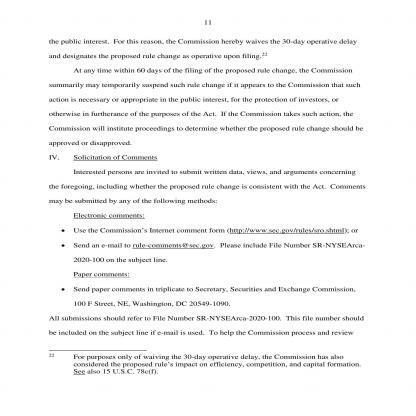 11
the public interest. For this reason, the Commission hereby waives the 30-day operative delay
and designates the proposed rule change as operative upon filing.22
At any time within 60 days of the filing of the proposed rule change, the Commission
summarily may temporarily suspend such rule change if it appears to the Commission that such
action is necessary or appropriate in the public interest, for the protection of investors, or
otherwise in furtherance of the purposes of the Act. If the Commission takes such action, the
Commission will institute proceedings to determine whether the proposed rule change should be
approved or disapproved.
IV. Solicitation of Comments
Interested persons are invited to submit written data, views, and arguments concerning
the foregoing, including whether the proposed rule change is consistent with the Act. Comments
may be submitted by any of the following methods:
Electronic comments:
• Use the Commission's Internet comment form (http://www.sec.gov/rules/sro.shtml); or
• Send an e-mail to rule-comments@sec.gov. Please include File Number SR-NYSEArca-
2020-100 on the subject line.
Paper comments:
• Send paper comments in triplicate to Secretary, Securities and Exchange Commission,
100 F Street, NE, Washington, DC 20549-1090.
All submissions should refer to File Number SR-NYSEArca-2020-100. This file number should
be included on the subject line if e-mail is used. To help the Commission process and review
22 For purposes only of waiving the 30-day operative delay, the Commission has also
considered the proposed rule's impact on efficiency, competition, and capital formation.
See also 15 U.S.C. 78c(f).